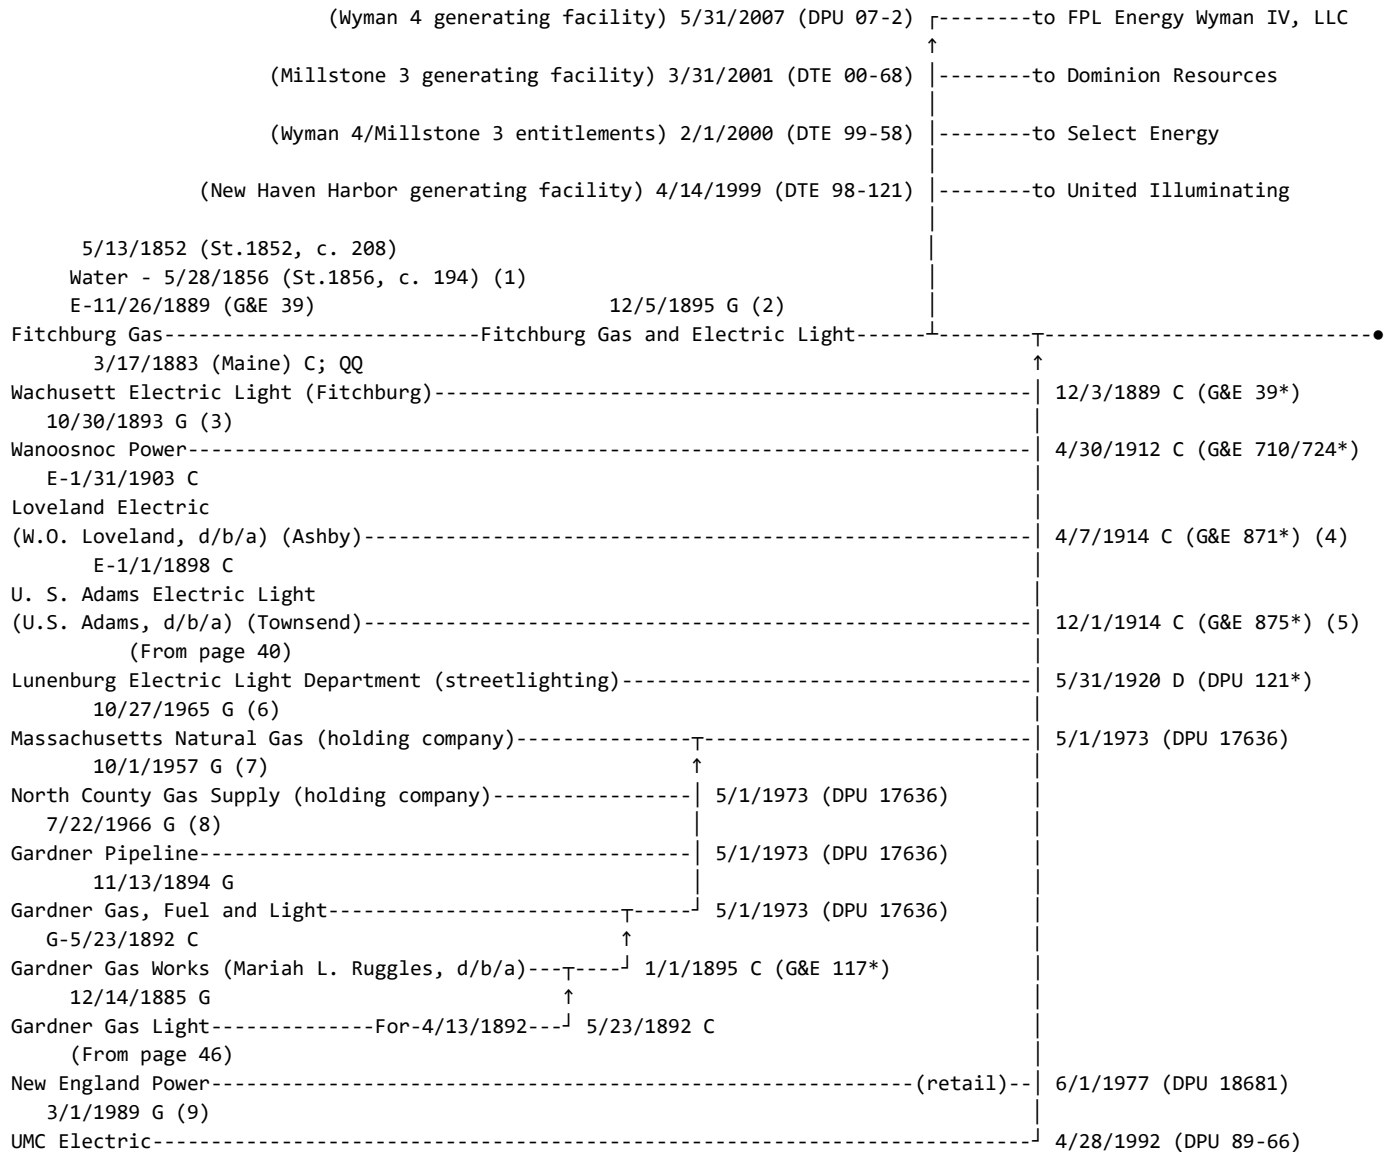 (Wyman 4 generating facility) 5/31/2007 (DPU 07-2) ┌--------to FPL Energy Wyman IV, LLC
↑
(Millstone 3 generating facility) 3/31/2001 (DTE 00-68) |--------to Dominion Resources
(Wyman 4/Millstone 3 entitlements) 2/1/2000 (DTE 99-58) |--------to Select Energy
(New Haven Harbor generating facility) 4/14/1999 (DTE 98-121) |--------to United Illuminating
5/13/1852 (St.1852, c. 208)
Water - 5/28/1856 (St.1856, c. 194) (1)
E-11/26/1889 (G&E 39) 12/5/1895 G (2)
Fitchburg Gas---------------------------Fitchburg Gas and Electric Light------┴---------┬----------------------------●
3/17/1883 (Maine) C; QQ ↑
Wachusett Electric Light (Fitchburg)---------------------------------------------------| 12/3/1889 C (G&E 39*)
10/30/1893 G (3)
Wanoosnoc Power------------------------------------------------------------------------| 4/30/1912 C (G&E 710/724*)
E-1/31/1903 C
Loveland Electric
(W.O. Loveland, d/b/a) (Ashby)---------------------------------------------------------| 4/7/1914 C (G&E 871*) (4)
E-1/1/1898 C
U. S. Adams Electric Light
(U.S. Adams, d/b/a) (Townsend)---------------------------------------------------------| 12/1/1914 C (G&E 875*) (5)
(From page 40)
Lunenburg Electric Light Department (streetlighting)-----------------------------------| 5/31/1920 D (DPU 121*)
10/27/1965 G (6)
Massachusetts Natural Gas (holding company)---------------┬----------------------------| 5/1/1973 (DPU 17636)
10/1/1957 G (7) ↑
North County Gas Supply (holding company)-----------------| 5/1/1973 (DPU 17636)
7/22/1966 G (8)
Gardner Pipeline------------------------------------------| 5/1/1973 (DPU 17636)
11/13/1894 G
Gardner Gas, Fuel and Light-------------------------┬-----┘ 5/1/1973 (DPU 17636)
G-5/23/1892 C ↑
Gardner Gas Works (Mariah L. Ruggles, d/b/a)---┬----┘ 1/1/1895 C (G&E 117*)
12/14/1885 G ↑
Gardner Gas Light--------------For-4/13/1892---┘ 5/23/1892 C
(From page 46)
New England Power------------------------------------------------------------(retail)--| 6/1/1977 (DPU 18681)
3/1/1989 G (9)
UMC Electric---------------------------------------------------------------------------┘ 4/28/1992 (DPU 89-66)